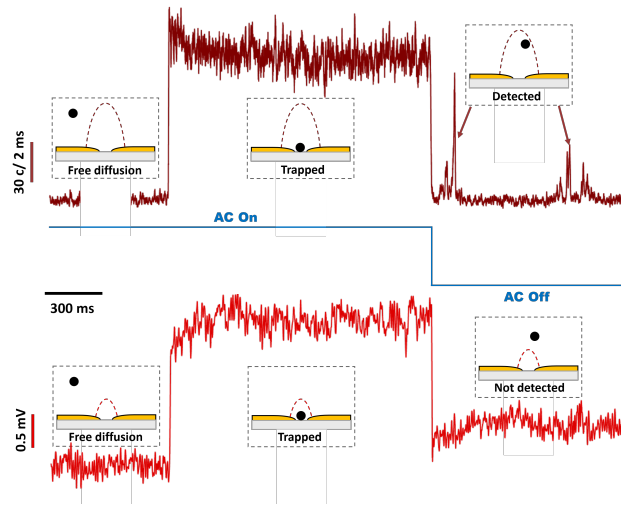 Detected
30 c/ 2 ms
Free diffusion
Trapped
AC On
300 ms
AC Off
0.5 mV
Free diffusion
Trapped
Not detected